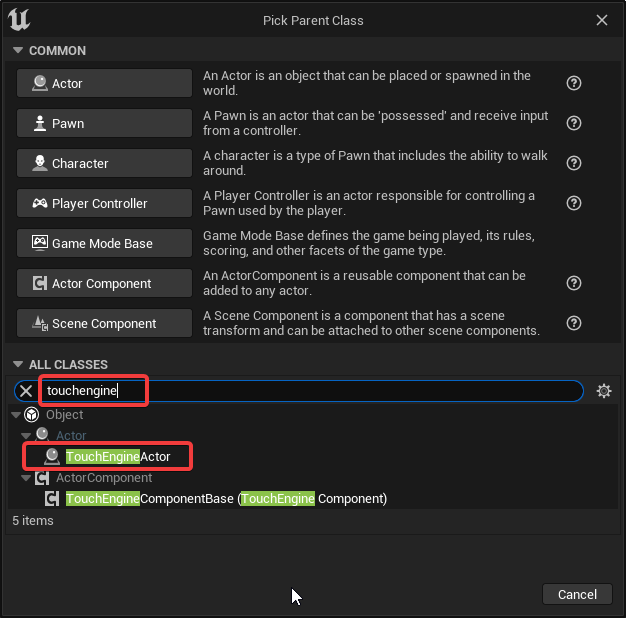 Pick Parent Class
COMMON
Actor
An Actor is an object that can be placed or spawned in the
world.
Pawn
A Pawn is an actor that can be 'possessed' and receive input
from a controller.
Character
A character is a type of Pawn that includes the ability to walk
around.
Player Controller
A Player Controller is an actor responsible for controlling a
Pawn used by the player.
Game Mode Base
Game Mode Base defines the game being played, its rules,
scoring, and other facets of the game type.
Actor Component
An ActorComponent is a reusable component that can be
added to any actor.
Scene Component
A Scene Component is a component that has a scene
transform and can be attached to other scene components.
ALL CLASSES
touchengine
Object
Actor
TouchEngineActor
ActorComponent
TouchEngineComponentBase (TouchEngine Component)
5 items
Cancel